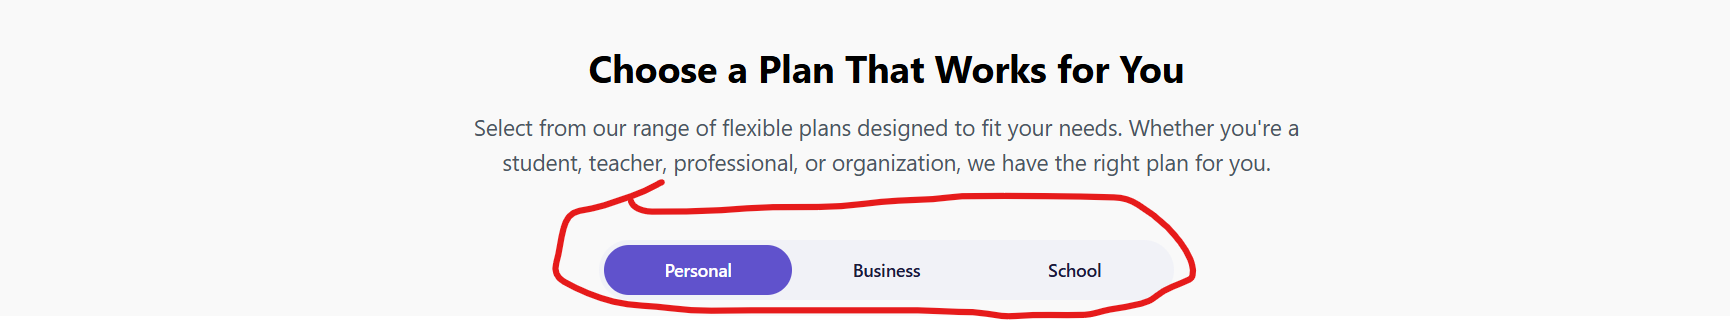 Choose a Plan That Works for You
Select from our range of flexible plans designed to fit your needs. Whether you're a
student, teacher, professional, or organization, we have the right plan for you.
Personal Business School